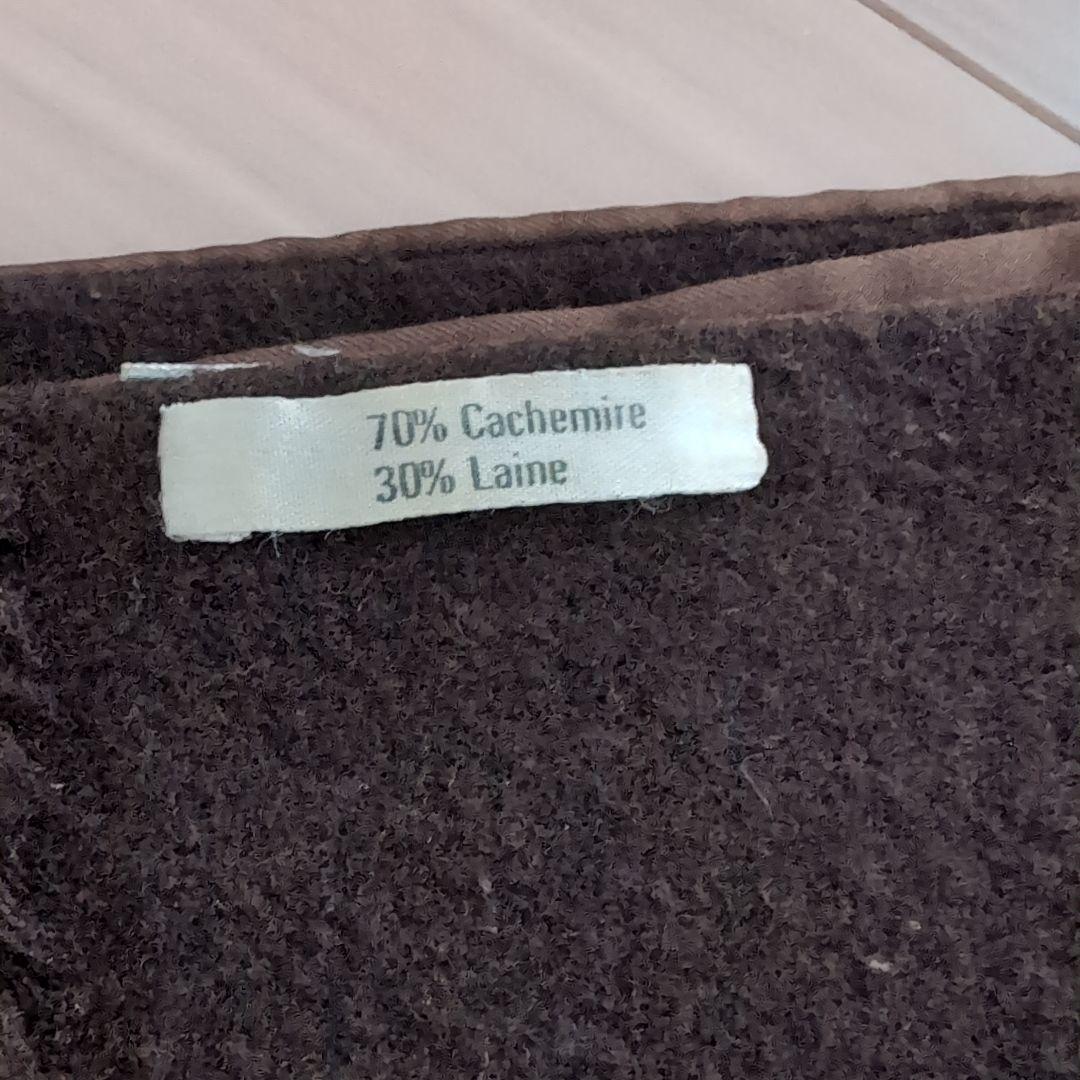 70% Cachemire
30% Laine